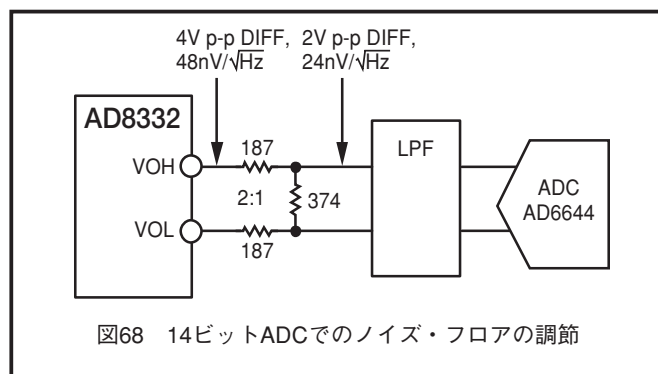 4V p-p DIFF,
48nV/√Hz
2V p-p DIFF,
24nV/√Hz
AD8332
VOH
VOL
187
2:1
374
187
LPF
ADC
AD6644
図68 14ビットADCでのノイズ・フロアの調節